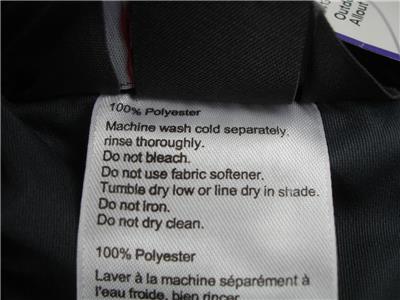 Outdo
Allout
100% Polyester
Machine wash cold separately,
rinse thoroughly.
Do not bleach.
Do not use fabric softener.
Tumble dry low or line dry in shade.
Do not iron.
Do not dry clean.
100% Polyester
Laver à la machine séparément à
l'eau froide, bien rincer